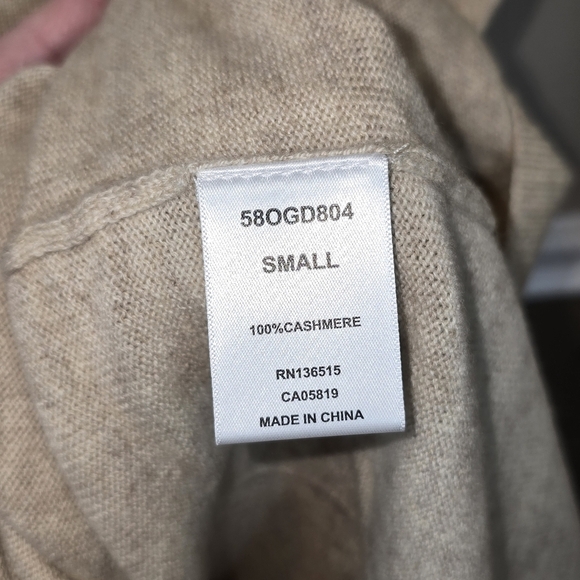 58OGD804
SMALL
100%CASHMERE
RN136515
CA05819
MADE IN CHINA